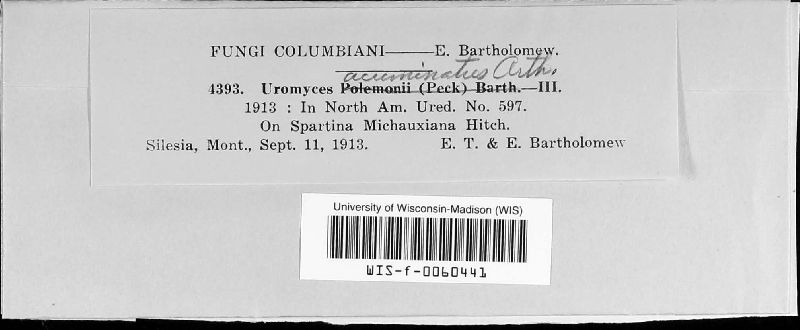 FUNGI COLUMBIANI——E. Bartholomew.
acuminatus Arth.
4393. Uromyces Polemonii (Peck) Barth.—III.
1913 : In North Am. Ured. No. 597.
On Spartina Michauxiana Hitch.
Silesia, Mont., Sept. 11, 1913. E. T. & E. Bartholomew
University of Wisconsin-Madison (WIS)
WIS-f-0060441